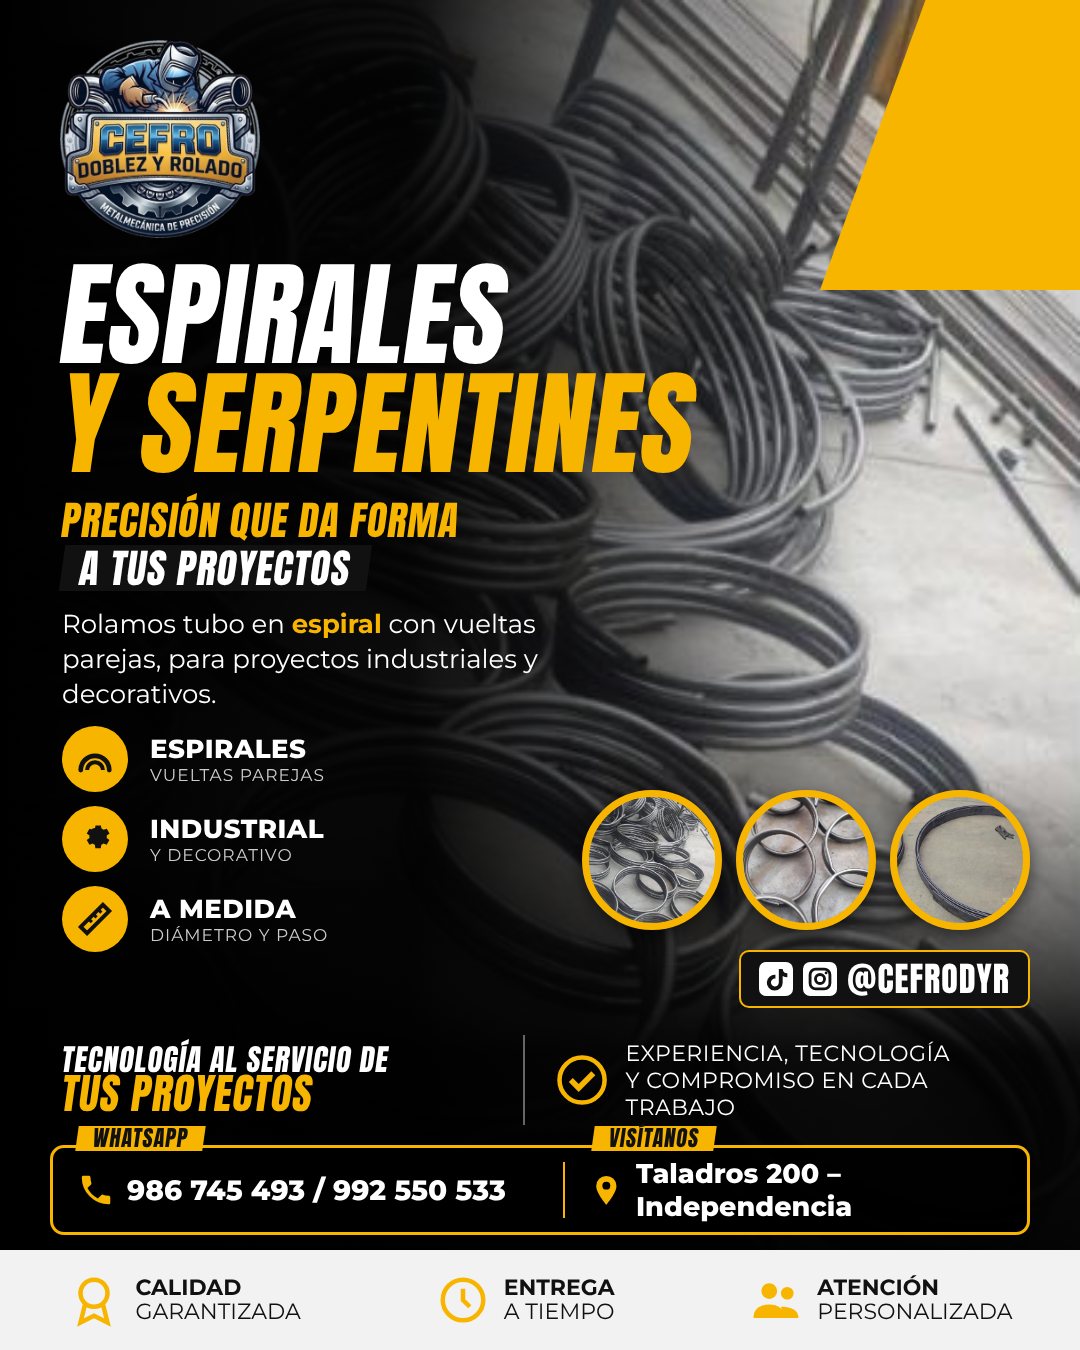 CEFRO
DOBLEZ Y ROLADO
METALMECÁNICA DE PRECISIÓN
ESPIRALES
Y SERPENTINES
PRECISIÓN QUE DA FORMA
A TUS PROYECTOS
Rolamos tubo en espiral con vueltas
parejas, para proyectos industriales y
decorativos.
ESPIRALES
VUELTAS PAREJAS
INDUSTRIAL
Y DECORATIVO
A MEDIDA
DIÁMETRO Y PASO
@CEFRODYR
TECNOLOGÍA AL SERVICIO DE
TUS PROYECTOS
EXPERIENCIA, TECNOLOGÍA
Y COMPROMISO EN CADA
TRABAJO
WHATSAPP
986 745 493 / 992 550 533
VISÍTANOS
Taladros 200 –
Independencia
CALIDAD
GARANTIZADA
ENTREGA
A TIEMPO
ATENCIÓN
PERSONALIZADA